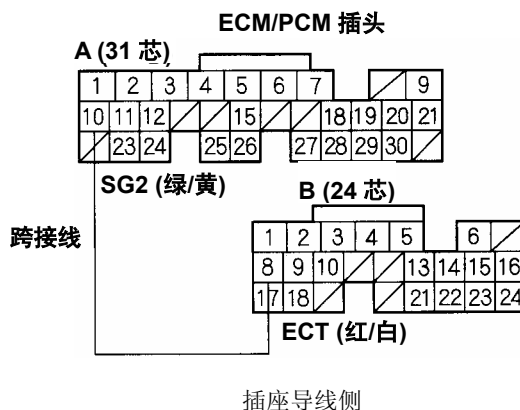 ECM/PCM 插头
A (31 芯)
1 2 3 4 5 6 7 9
10 11 12 15 18 19 20 21
23 24 25 26 27 28 29 30
SG2 (绿/黄)
B (24 芯)
跨接线
1 2 3 4 5 6
8 9 10 13 14 15 16
17 18 21 22 23 24
ECT (红/白)
插座导线侧